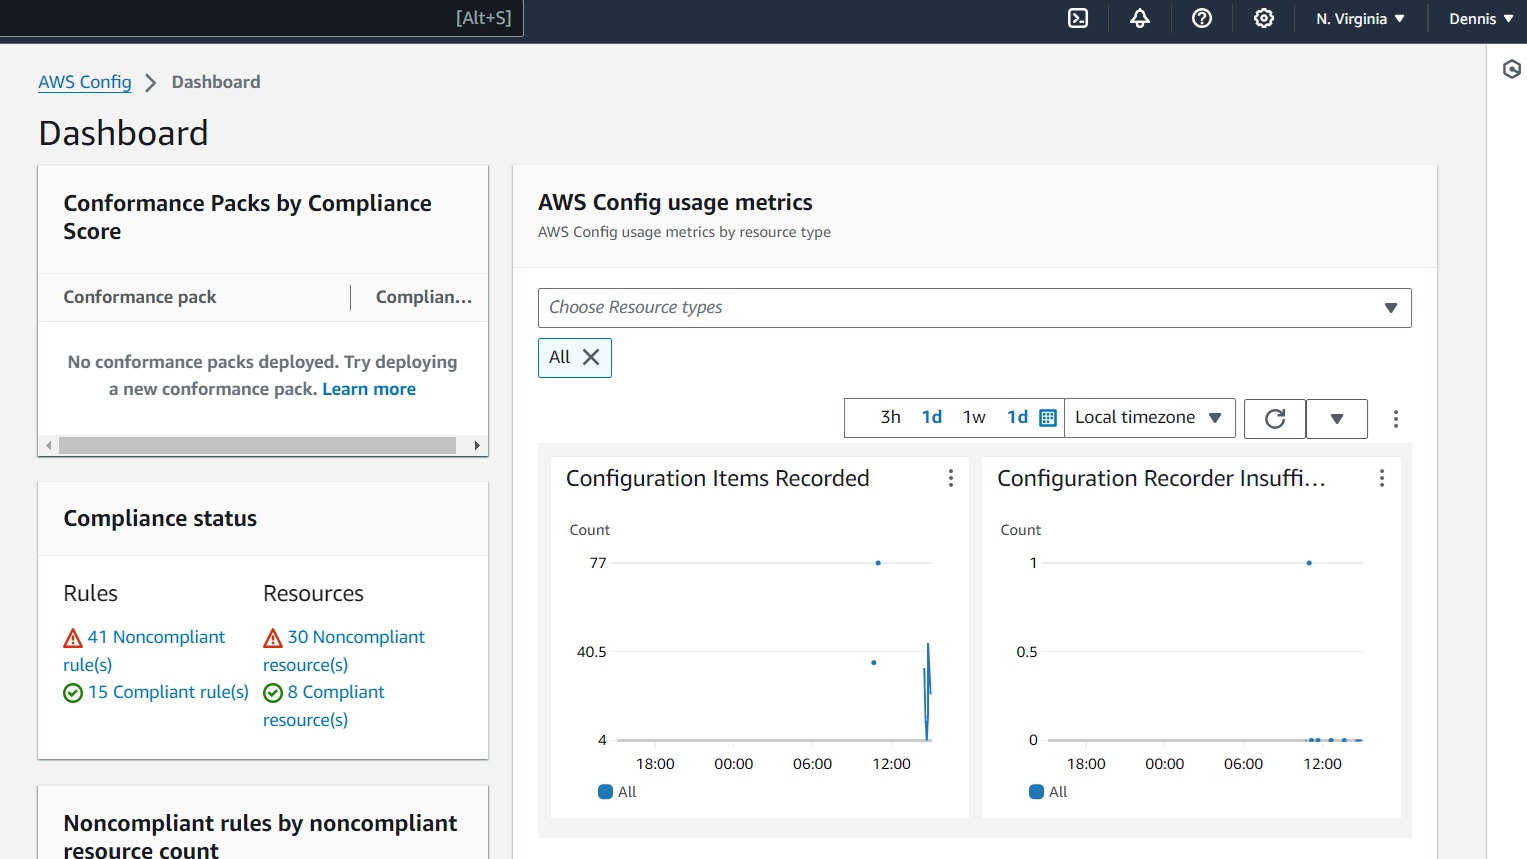 [Alt+S]
N. Virginia
Dennis
AWS Config
Dashboard
Dashboard
Conformance Packs by Compliance
Score
Conformance pack
Complian...
No conformance packs deployed. Try deploying
a new conformance pack. Learn more
Compliance status
Rules
41 Noncompliant
rule(s)
15 Compliant rule(s)
Resources
30 Noncompliant
resource(s)
8 Compliant
resource(s)
Noncompliant rules by noncompliant
resource count
AWS Config usage metrics
AWS Config usage metrics by resource type
Choose Resource types
All
3h 1d 1w 1d Local timezone
Configuration Items Recorded
Count
77
40.5
4
18:00 00:00 06:00 12:00
All
Configuration Recorder Insuffi...
Count
1
0.5
0
18:00 00:00 06:00 12:00
All